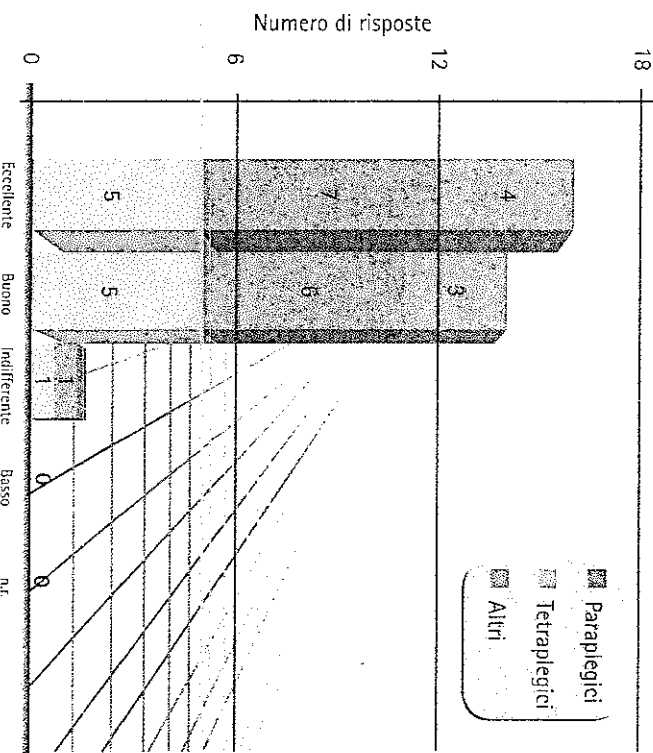 Numero di risposte
18
12
6
0
4
7
5
3
6
5
1
1
0
0
Eccellente
Buono
Indifferente
Basso
n.r.
Paraplegici
Tetraplegici
Altri